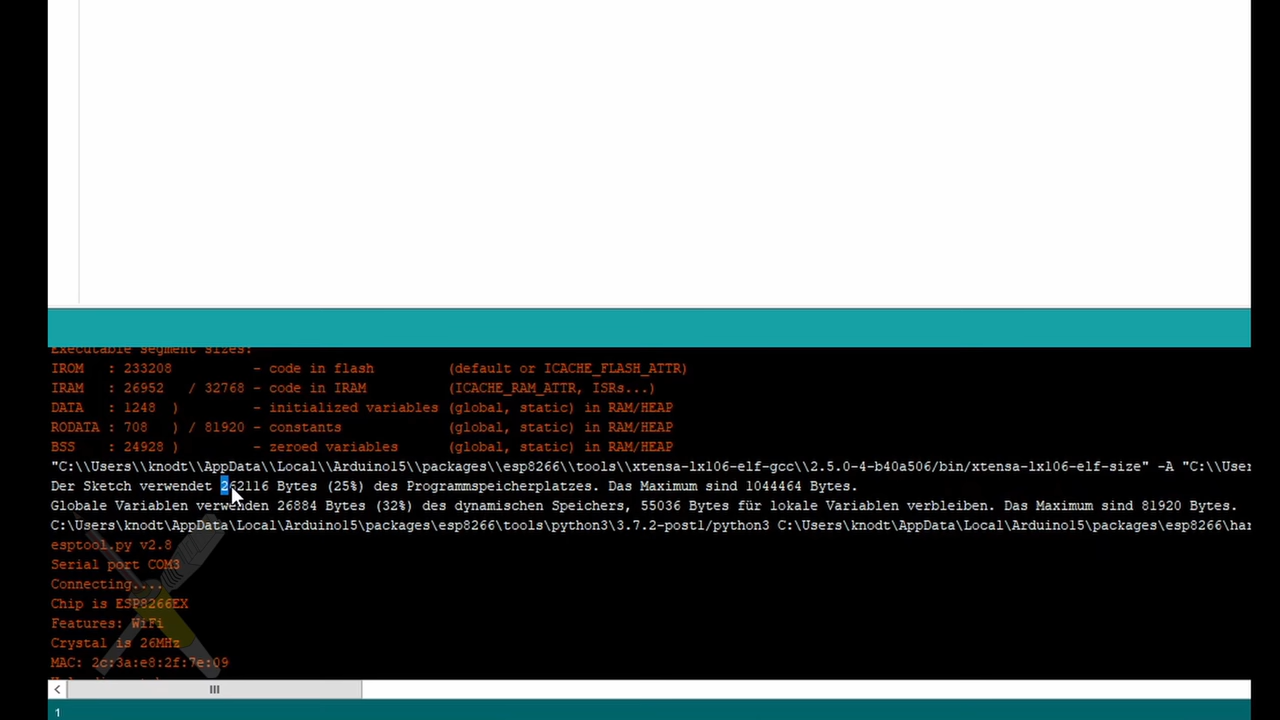 Executable segment sizes:
IROM : 233208 - code in flash (default or ICACHE_FLASH_ATTR)
IRAM : 26952 / 32768 - code in IRAM (ICACHE_RAM_ATTR, ISRs...)
DATA : 1248 ) - initialized variables (global, static) in RAM/HEAP
RODATA : 708 ) / 81920 - constants (global, static) in RAM/HEAP
BSS : 24928 ) - zeroed variables (global, static) in RAM/HEAP
"C:\\Users\\knodt\\AppData\\Local\\Arduino15\\packages\\esp8266\\tools\\xtensa-lx106-elf-gcc\\2.5.0-4-b40a506/bin/xtensa-lx106-elf-size" -A "C:\\User
Der Sketch verwendet 262116 Bytes (25%) des Programmspeicherplatzes. Das Maximum sind 1044464 Bytes.
Globale Variablen verwenden 26884 Bytes (32%) des dynamischen Speichers, 55036 Bytes für lokale Variablen verbleiben. Das Maximum sind 81920 Bytes.
C:\Users\knodt\AppData\Local\Arduino15\packages\esp8266\tools\python3\3.7.2-post1/python3 C:\Users\knodt\AppData\Local\Arduino15\packages\esp8266\har
esptool.py v2.8
Serial port COM3
Connecting....
Chip is ESP8266EX
Features: WiFi
Crystal is 26MHz
MAC: 2c:3a:e8:2f:7e:09
1